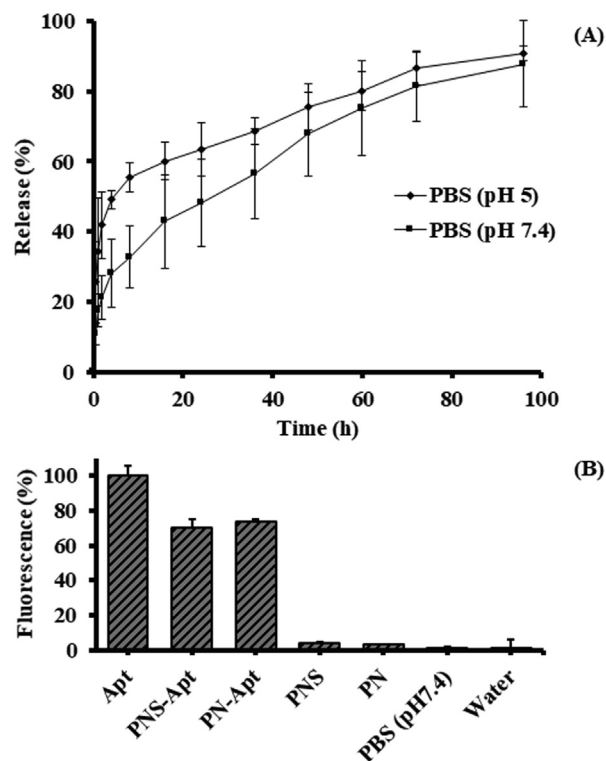 100
(A)
80
60
40
20
0
Release (%)
PBS (pH 5)
PBS (pH 7.4)
0 20 40 60 80 100
Time (h)
(B)
100
80
60
40
20
0
Fluorescence (%)
Apt
PNS-Apt
PN-Apt
PNS
PN
PBS (pH7.4)
Water